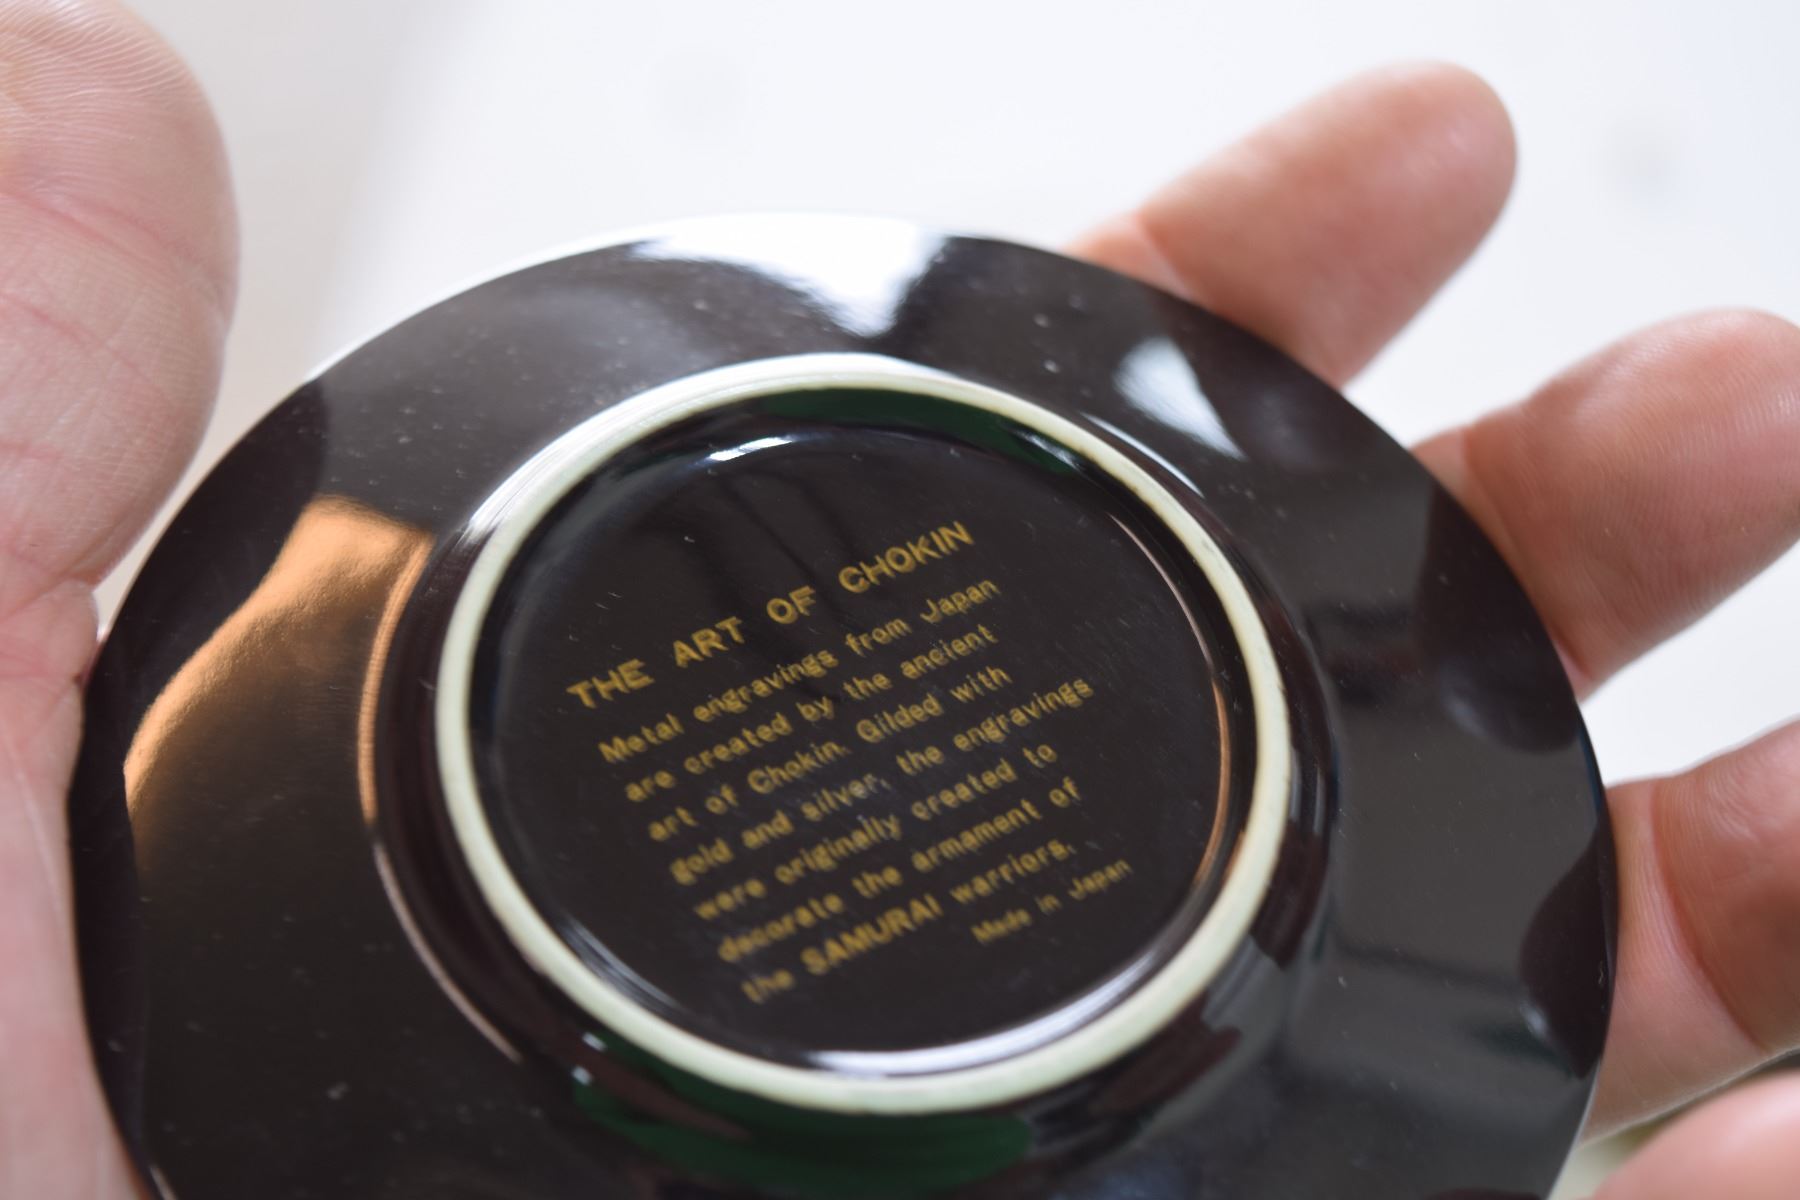 THE ART OF CHOKIN
Metal engravings from Japan
are created by the ancient
art of Chokin. Gilded with
gold and silver, the engravings
were originally created to
decorate the armament of
the SAMURAI warriors.
Made in Japan